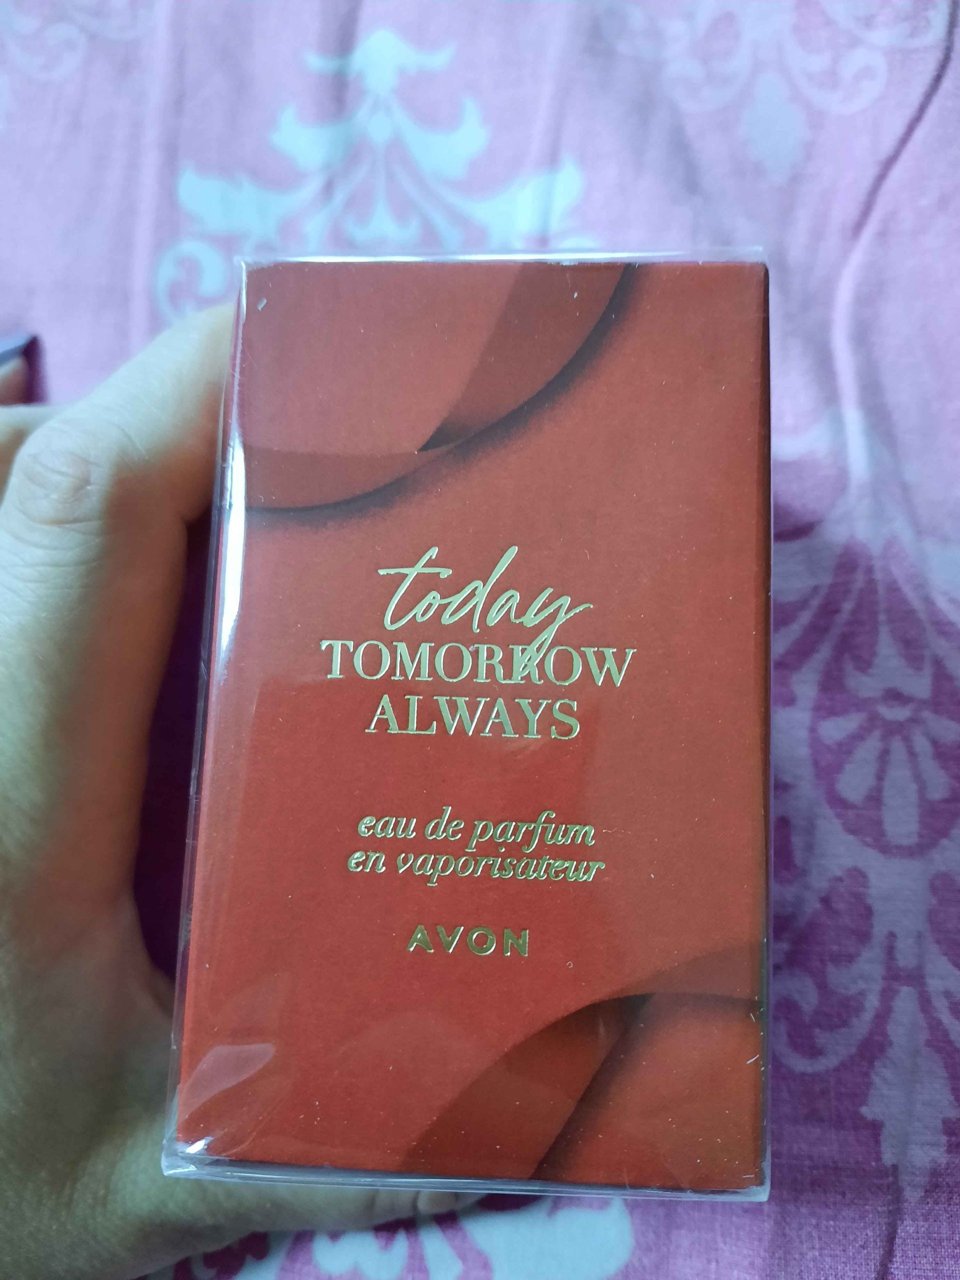 today
TOMORROW
ALWAYS
eau de parfum
en vaporisateur
AVON